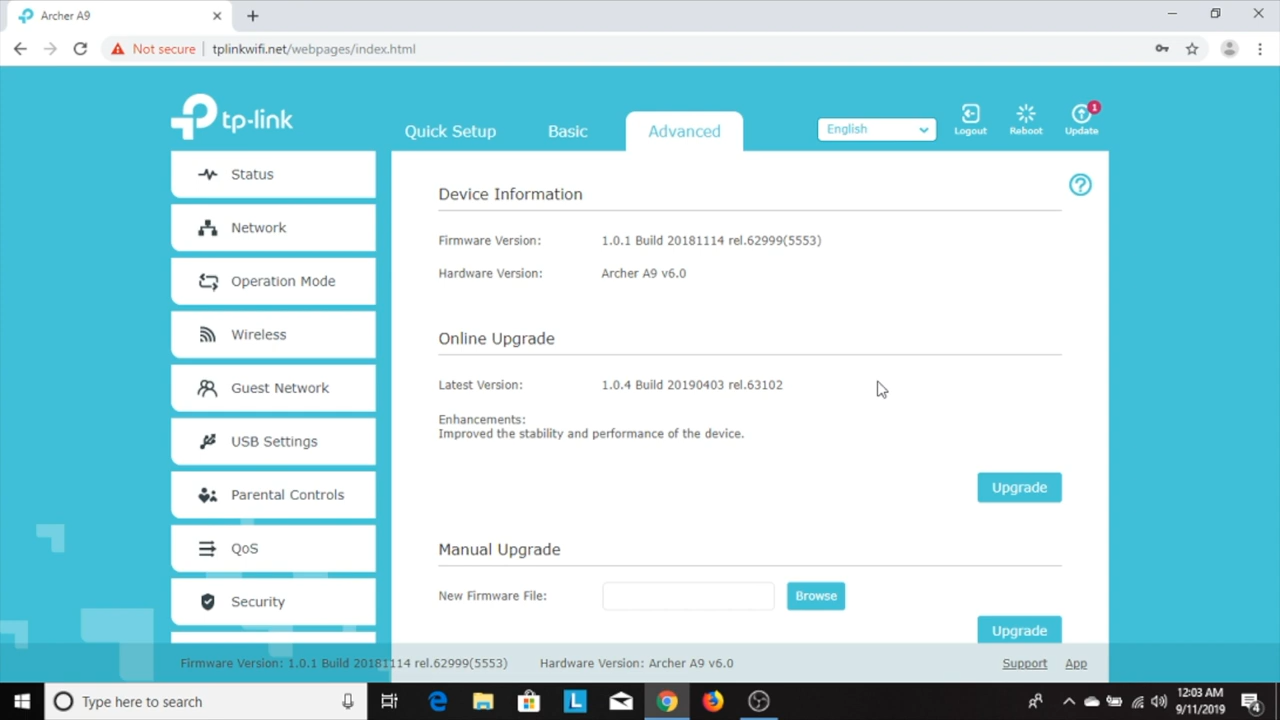 Archer A9
Not secure
tplinkwifi.net/webpages/index.html
tp-link
Quick Setup
Basic
Advanced
English
Logout
Reboot
1
Update
Status
Network
Operation Mode
Wireless
Guest Network
USB Settings
Parental Controls
QoS
Security
Device Information
?
Firmware Version: 1.0.1 Build 20181114 rel.62999(5553)
Hardware Version: Archer A9 v6.0
Online Upgrade
Latest Version: 1.0.4 Build 20190403 rel.63102
Enhancements:
Improved the stability and performance of the device.
Upgrade
Manual Upgrade
New Firmware File:
Browse
Upgrade
Firmware Version: 1.0.1 Build 20181114 rel.62999(5553) Hardware Version: Archer A9 v6.0 Support App
Type here to search
L
12:03 AM
9/11/2019
4